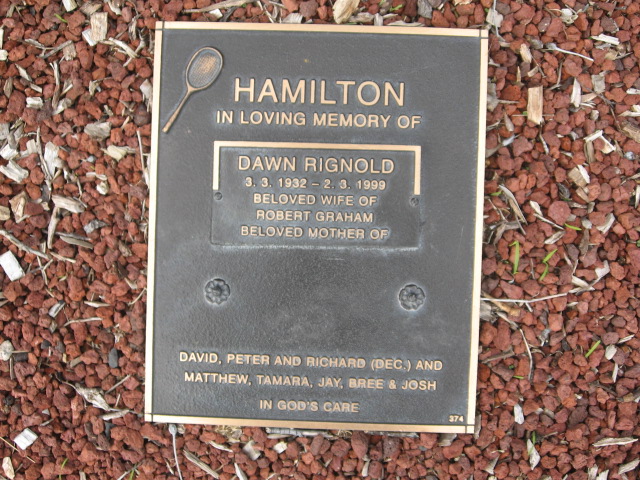 HAMILTON
IN LOVING MEMORY OF
DAWN RIGNOLD
3. 3. 1932 – 2. 3. 1999
BELOVED WIFE OF
ROBERT GRAHAM
BELOVED MOTHER OF
DAVID, PETER AND RICHARD (DEC.) AND
MATTHEW, TAMARA, JAY, BREE & JOSH
IN GOD'S CARE
374